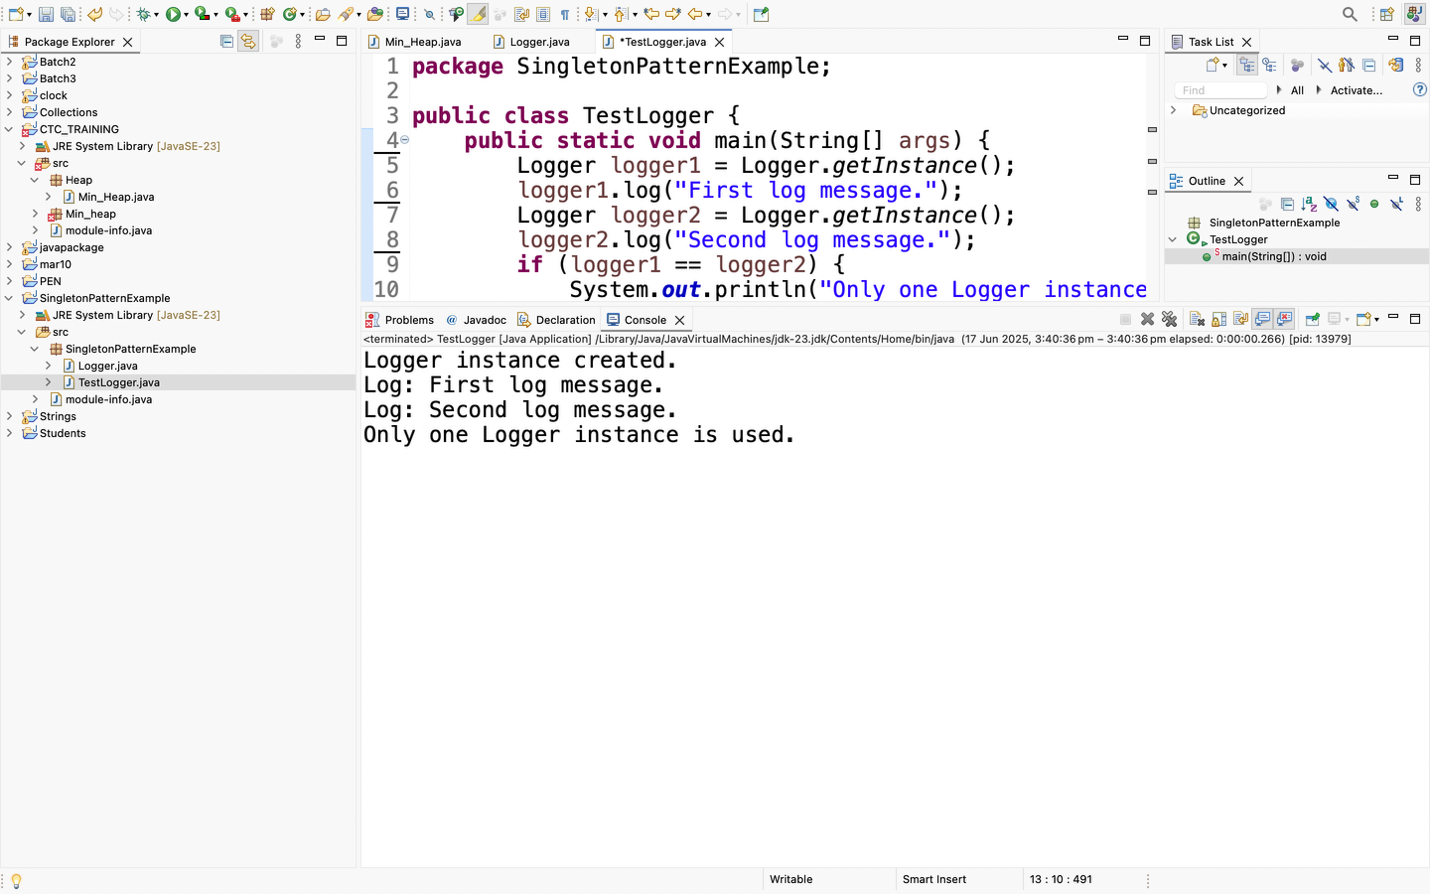 Package Explorer
Batch2
Batch3
clock
Collections
CTC_TRAINING
JRE System Library [JavaSE-23]
src
Heap
Min_Heap.java
Min_heap
module-info.java
javapackage
mar10
PEN
SingletonPatternExample
JRE System Library [JavaSE-23]
src
SingletonPatternExample
Logger.java
TestLogger.java
module-info.java
Strings
Students
Min_Heap.java Logger.java *TestLogger.java
1 package SingletonPatternExample;
2
3 public class TestLogger {
4 public static void main(String[] args) {
5 Logger logger1 = Logger.getInstance();
6 logger1.log("First log message.");
7 Logger logger2 = Logger.getInstance();
8 logger2.log("Second log message.");
9 if (logger1 == logger2) {
10 System.out.println("Only one Logger instance
Problems @ Javadoc Declaration Console
<terminated> TestLogger [Java Application] /Library/Java/JavaVirtualMachines/jdk-23.jdk/Contents/Home/bin/java (17 Jun 2025, 3:40:36 pm – 3:40:36 pm elapsed: 0:00:00.266) [pid: 13979]
Logger instance created.
Log: First log message.
Log: Second log message.
Only one Logger instance is used.
Task List
Find All Activate...
Uncategorized
Outline
SingletonPatternExample
TestLogger
main(String[]) : void
Writable Smart Insert 13 : 10 : 491